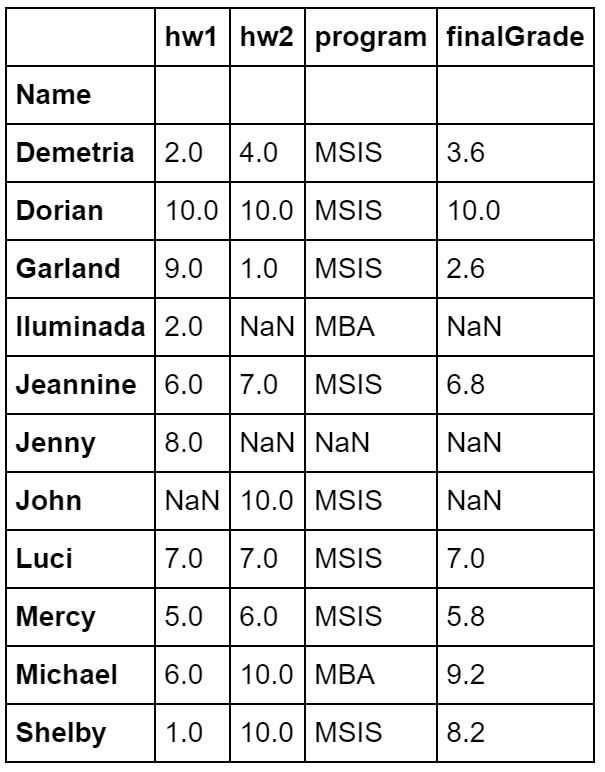 hw1 hw2 program finalGrade
Name
Demetria 2.0 4.0 MSIS 3.6
Dorian 10.0 10.0 MSIS 10.0
Garland 9.0 1.0 MSIS 2.6
Iluminada 2.0 NaN MBA NaN
Jeannine 6.0 7.0 MSIS 6.8
Jenny 8.0 NaN NaN NaN
John NaN 10.0 MSIS NaN
Luci 7.0 7.0 MSIS 7.0
Mercy 5.0 6.0 MSIS 5.8
Michael 6.0 10.0 MBA 9.2
Shelby 1.0 10.0 MSIS 8.2